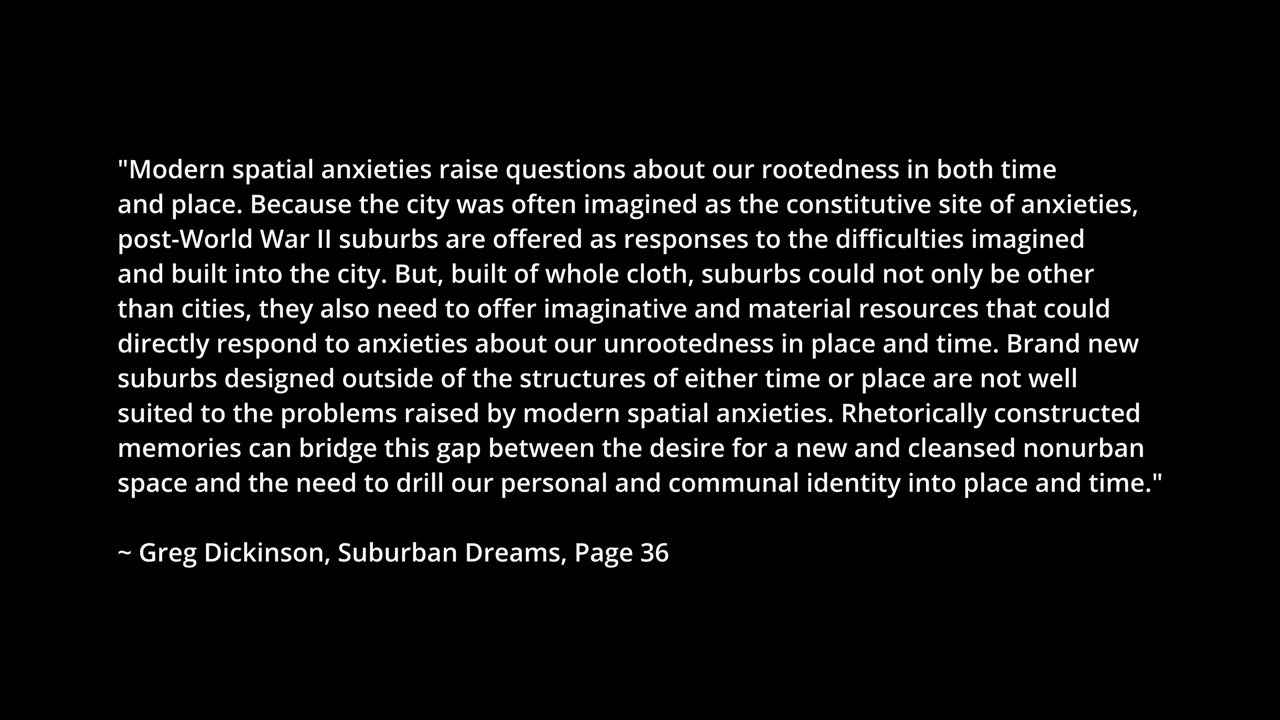 "Modern spatial anxieties raise questions about our rootedness in both time
and place. Because the city was often imagined as the constitutive site of anxieties,
post-World War II suburbs are offered as responses to the difficulties imagined
and built into the city. But, built of whole cloth, suburbs could not only be other
than cities, they also need to offer imaginative and material resources that could
directly respond to anxieties about our unrootedness in place and time. Brand new
suburbs designed outside of the structures of either time or place are not well
suited to the problems raised by modern spatial anxieties. Rhetorically constructed
memories can bridge this gap between the desire for a new and cleansed nonurban
space and the need to drill our personal and communal identity into place and time."
~ Greg Dickinson, Suburban Dreams, Page 36